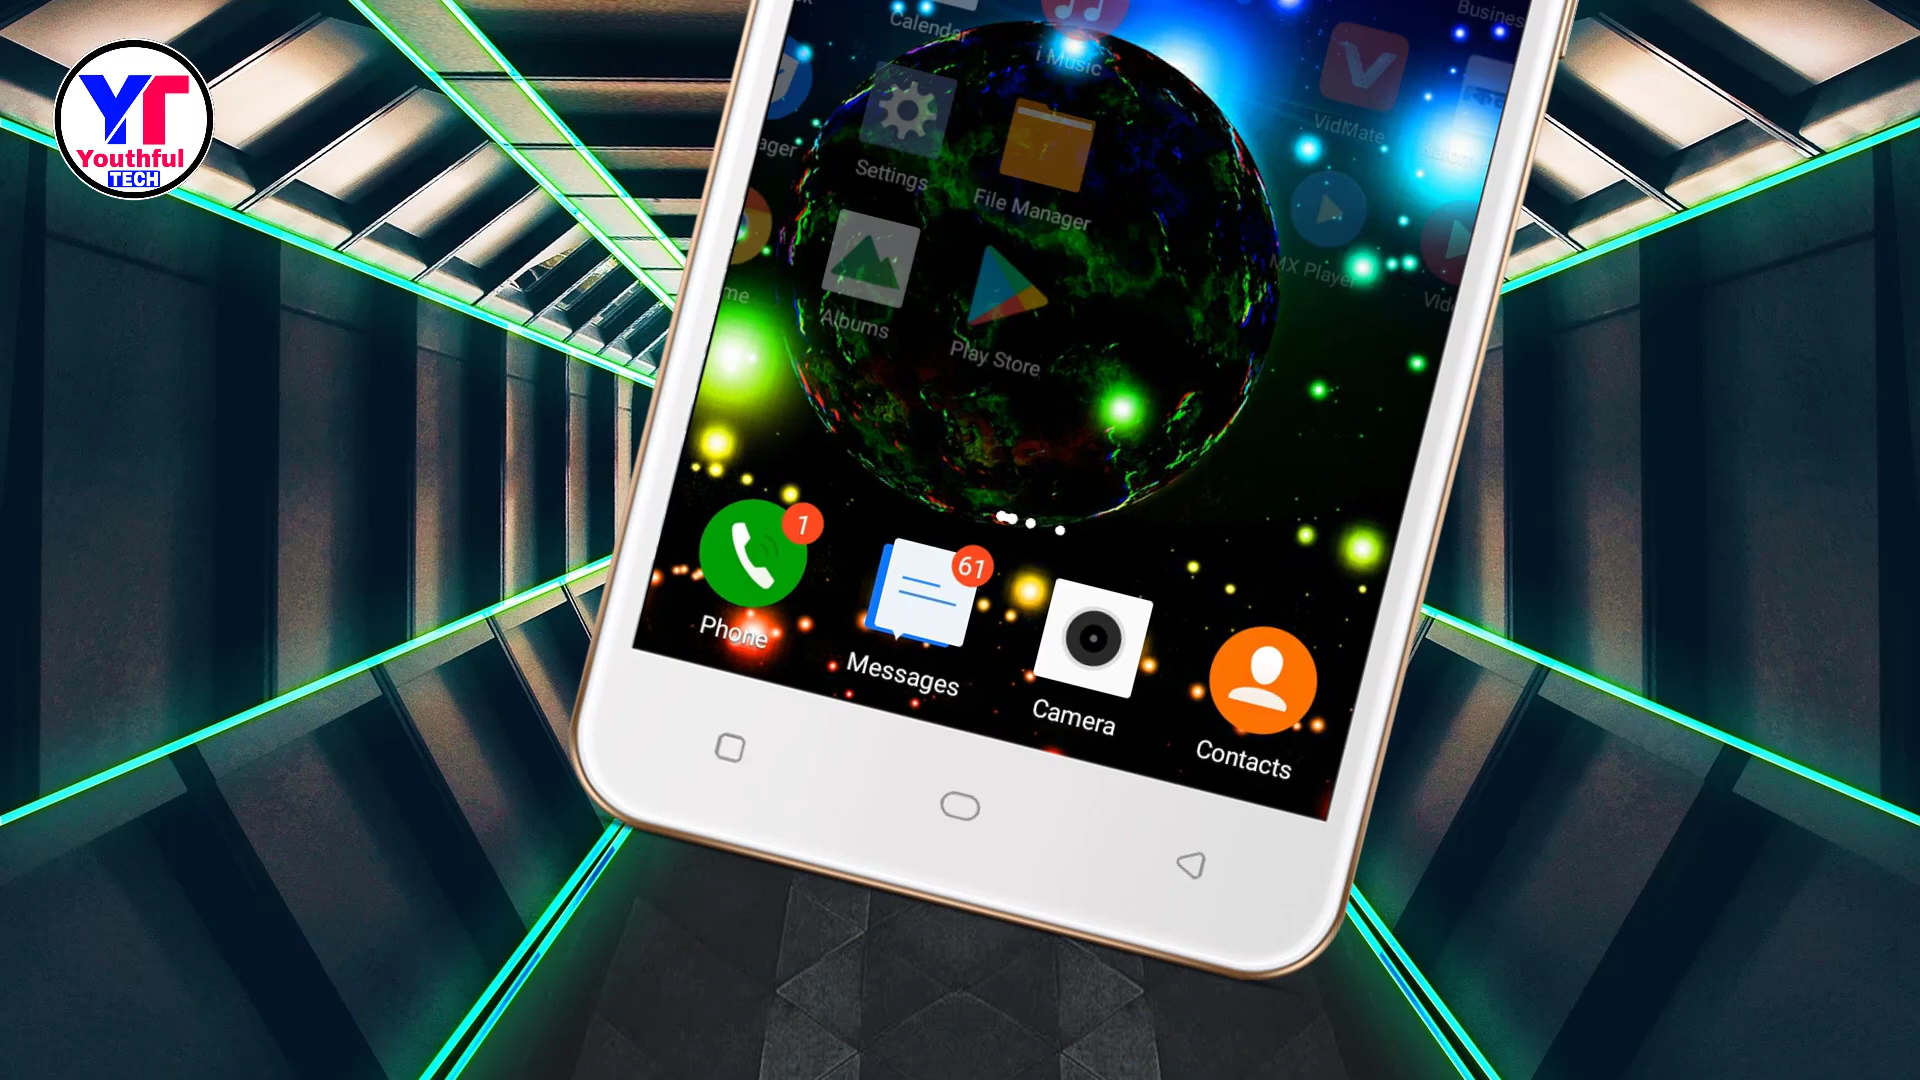 YT
Youthful
TECH
Calendar
i Music
Settings
File Manager
VidMate
MX Player
Albums
Play Store
1
61
Phone
Messages
Camera
Contacts